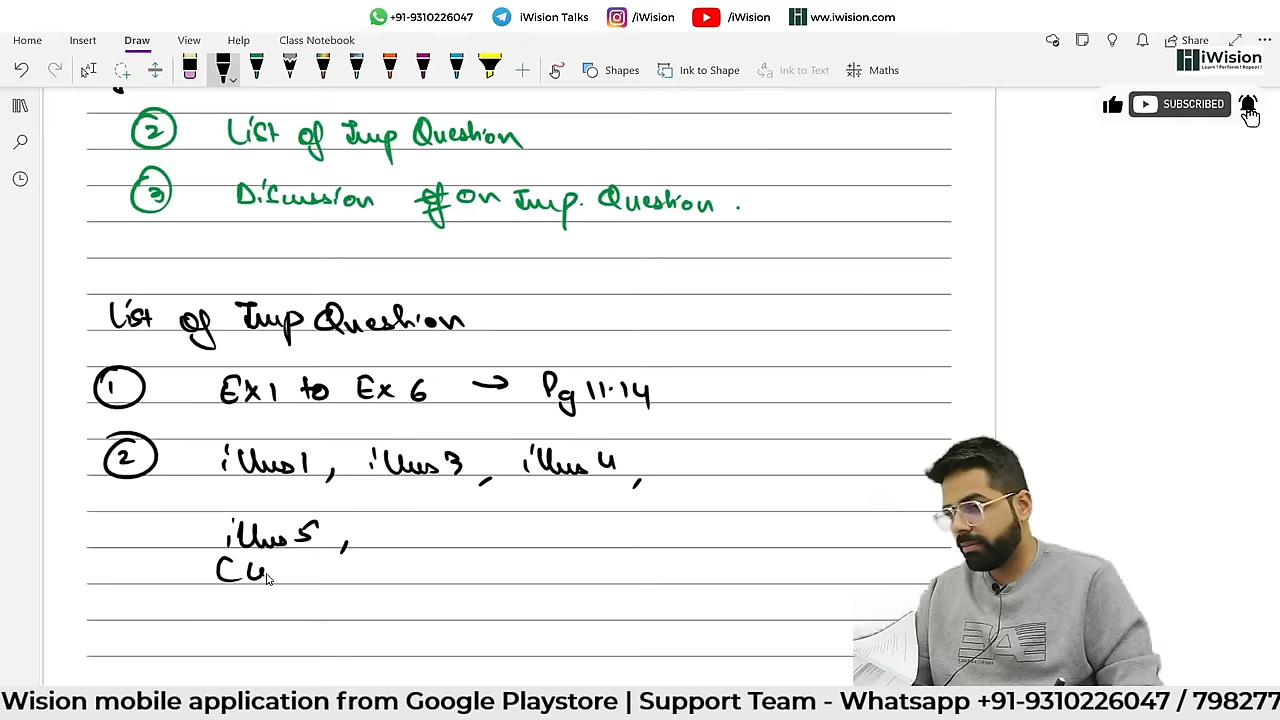 +91-9310226047 iWision Talks /iWision /iWision ww.iwision.com
Home Insert Draw View Help Class Notebook Share
Shapes Ink to Shape Ink to Text Maths
iWision
Learn ! Perform ! Repeat !
SUBSCRIBED
2 List of Imp Question
3 Discussion of on Imp. Question .
List of Imp Question
1 Ex 1 to Ex 6 → Pg 11.14
2 illus 1 , illus 3 , illus 4 ,
illus 5 ,
Wision mobile application from Google Playstore | Support Team - Whatsapp +91-9310226047 / 798277